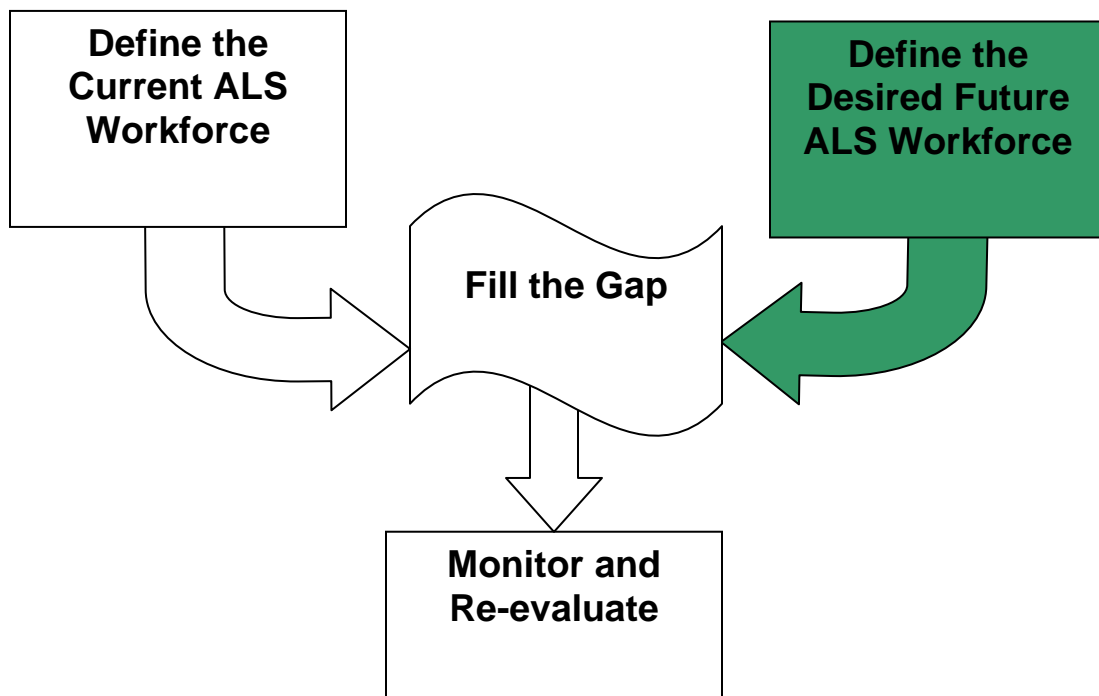 Define the
Current ALS
Workforce
Define the
Desired Future
ALS Workforce
Fill the Gap
Monitor and
Re-evaluate